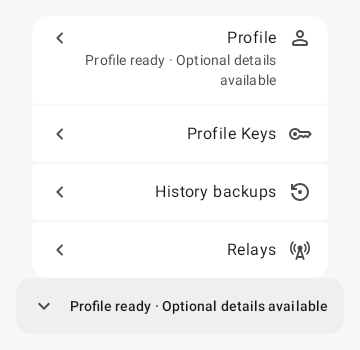 Profile
Profile ready · Optional details
available
Profile Keys
History backups
Relays
Profile ready · Optional details available